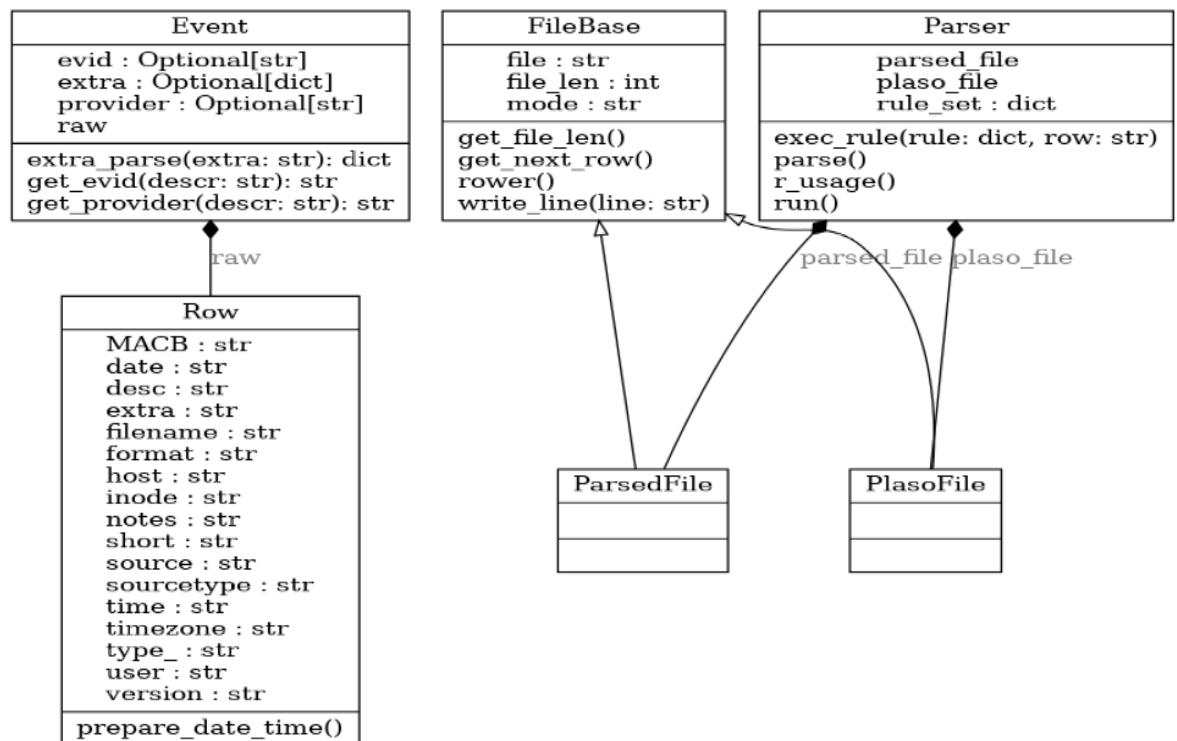 Event
evid : Optional[str]
extra : Optional[dict]
provider : Optional[str]
raw
extra_parse(extra: str): dict
get_evid(descr: str): str
get_provider(descr: str): str
FileBase
file : str
file_len : int
mode : str
get_file_len()
get_next_row()
rower()
write_line(line: str)
Parser
parsed_file
plaso_file
rule_set : dict
exec_rule(rule: dict, row: str)
parse()
r_usage()
run()
raw
parsed_file
plaso_file
Row
MACB : str
date : str
desc : str
extra : str
filename : str
format : str
host : str
inode : str
notes : str
short : str
source : str
sourcetype : str
time : str
timezone : str
type_ : str
user : str
version : str
prepare_date_time()
ParsedFile
PlasoFile